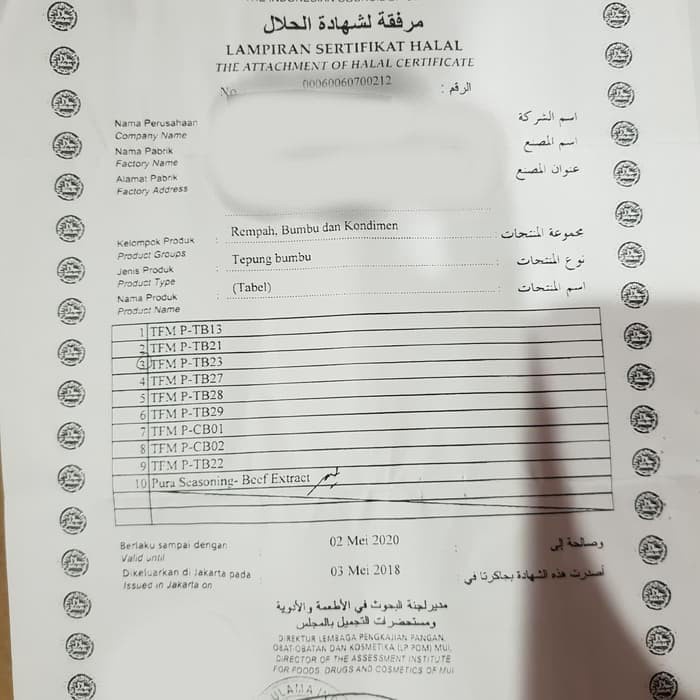 مرفقة لشهادة الحلال
LAMPIRAN SERTIFIKAT HALAL
THE ATTACHMENT OF HALAL CERTIFICATE
No. 00060060700212 الرقم :
Nama Perusahaan اسم الشركة
Company Name
Nama Pabrik اسم المصنع
Factory Name
Alamat Pabrik عنوان المصنع
Factory Address
Kelompok Produk : Rempah, Bumbu dan Kondimen : مجموعة المنتجات
Product Groups
Jenis Produk : Tepung bumbu : نوع المنتجات
Product Type
Nama Produk : (Tabel) : اسم المنتجات
Product Name
1 TFM P-TB13
2 TFM P-TB21
3 TFM P-TB23
4 TFM P-TB27
5 TFM P-TB28
6 TFM P-TB29
7 TFM P-CB01
8 TFM P-CB02
9 TFM P-TB22
10 Pura Seasoning- Beef Extract
Berlaku sampai dengan : 02 Mei 2020 : وصالحة إلى
Valid until
Dikeluarkan di Jakarta pada : 03 Mei 2018 أصدرت هذه الشهادة بجاكرتا في :
Issued in Jakarta on
مدير لجنة البحوث في الأطعمة والأدوية
ومستحضرات التجميل بالمجلس
DIREKTUR LEMBAGA PENGKAJIAN PANGAN,
OBAT-OBATAN DAN KOSMETIKA (LP POM) MUI,
DIRECTOR OF THE ASSESSMENT INSTITUTE
FOR FOODS DRUGS AND COSMETICS OF MUI,
ULAMA